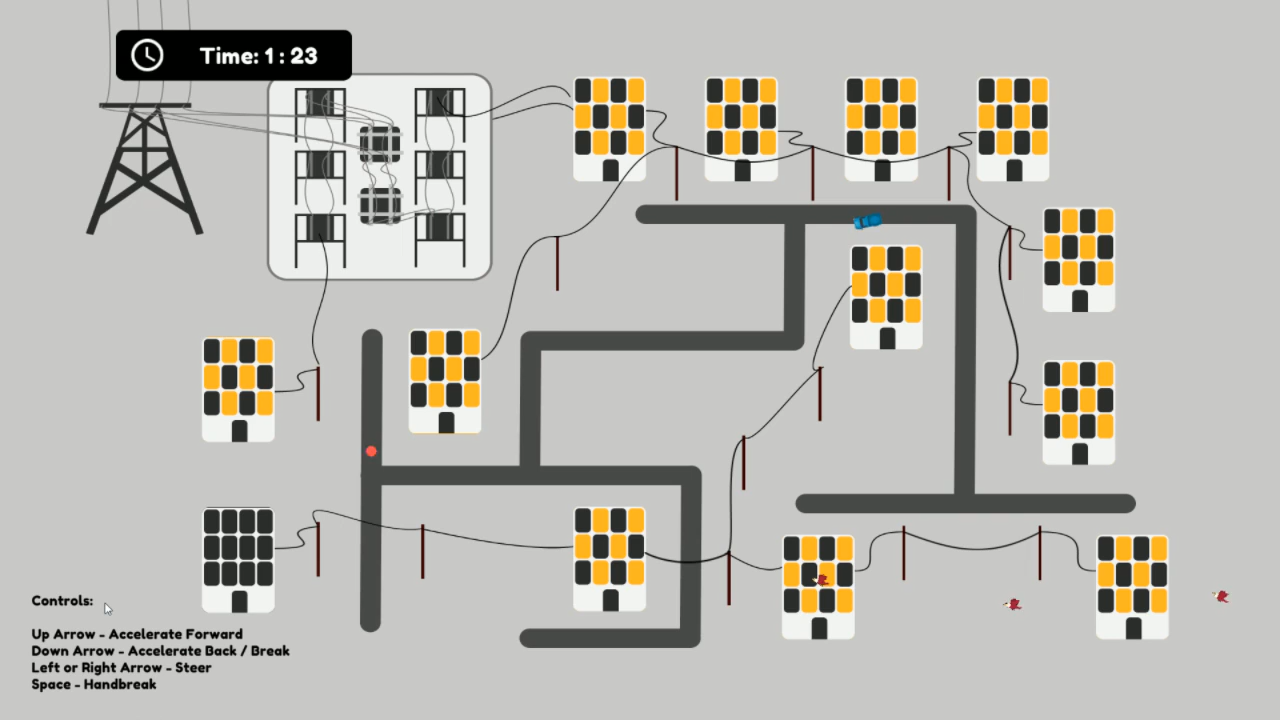 Time: 1 : 23
Controls:
Up Arrow - Accelerate Forward
Down Arrow - Accelerate Back / Break
Left or Right Arrow - Steer
Space - Handbreak